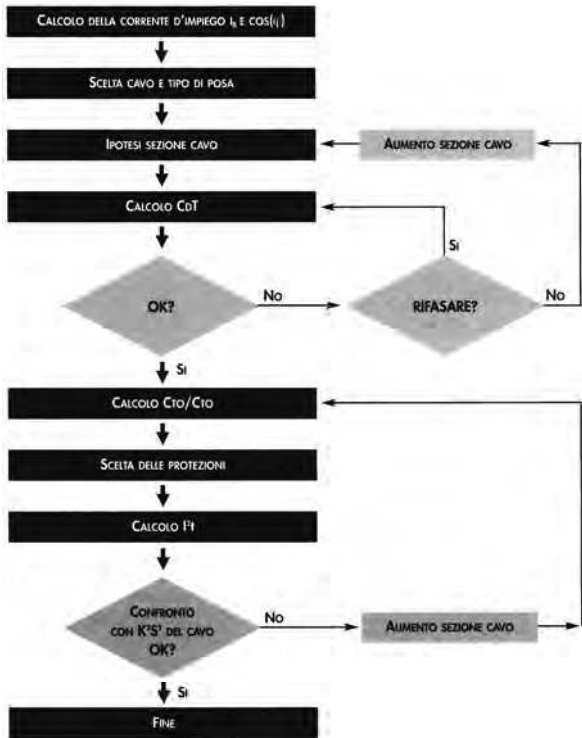 CALCOLO DELLA CORRENTE D'IMPIEGO IB E COS(φ)
SCELTA CAVO E TIPO DI POSA
IPOTESI SEZIONE CAVO
AUMENTO SEZIONE CAVO
CALCOLO CDT
SI
OK?
NO
RIFASARE?
NO
SI
CALCOLO CTO/CTO
SCELTA DELLE PROTEZIONI
CALCOLO I²t
CONFRONTO
CON K²S² DEL CAVO
OK?
NO
AUMENTO SEZIONE CAVO
SI
FINE